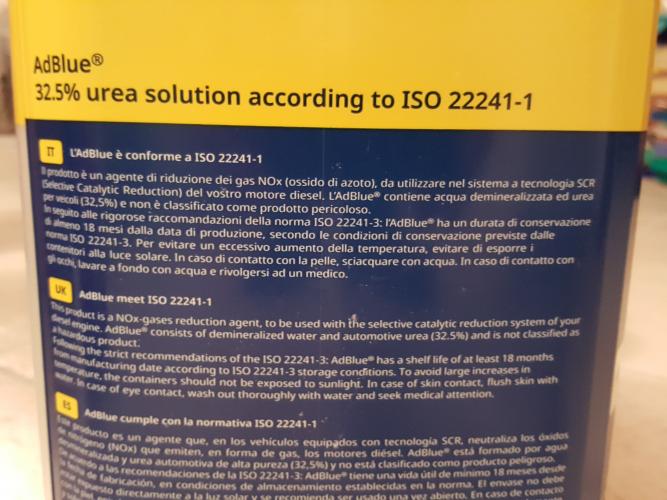 AdBlue®
32.5% urea solution according to ISO 22241-1
IT L'AdBlue è conforme a ISO 22241-1
Il prodotto è un agente di riduzione dei gas NOx (ossido di azoto), da utilizzare nel sistema a tecnologia SCR
(Selective Catalytic Reduction) del vostro motore diesel. L'AdBlue® contiene acqua demineralizzata ed urea
per veicoli (32,5%) e non è classificato come prodotto pericoloso.
In seguito alle rigorose raccomandazioni della norma ISO 22241-3: l'AdBlue® ha un durata di conservazione
di almeno 18 mesi dalla data di produzione, secondo le condizioni di conservazione previste dalle
norma ISO 22241-3. Per evitare un eccessivo aumento della temperatura, evitare di esporre i
contenitori alla luce solare. In caso di contatto con la pelle, sciacquare con acqua. In caso di contatto con
gli occhi, lavare a fondo con acqua e rivolgersi ad un medico.
UK AdBlue meet ISO 22241-1
This product is a NOx-gases reduction agent, to be used with the selective catalytic reduction system of your
diesel engine. AdBlue® consists of demineralized water and automotive urea (32.5%) and is not classified as
a hazardous product.
Following the strict recommendations of the ISO 22241-3: AdBlue® has a shelf life of at least 18 months
from manufacturing date according to ISO 22241-3 storage conditions. To avoid large increases in
temperature, the containers should not be exposed to sunlight. In case of skin contact, flush skin with
water. In case of eye contact, wash out thoroughly with water and seek medical attention.
ES AdBlue cumple con la normativa ISO 22241-1
Este producto es un agente que, en los vehículos equipados con tecnología SCR, neutraliza los óxidos
de nitrógeno (NOx) que emiten, en forma de gas, los motores diésel. AdBlue® está formado por agua
desmineralizada y urea automotiva de alta pureza (32,5%) y no está clasificado como producto peligroso.
De acuerdo a las recomendaciones de la ISO 22241-3: AdBlue® tiene una vida útil de mínimo 18 meses desde
la fecha de fabricación, en condiciones de almacenamiento establecidas en la norma. El envase no debe
estar expuesto directamente a la luz solar y se recomienda ser usado una vez abierto. En caso de contacto